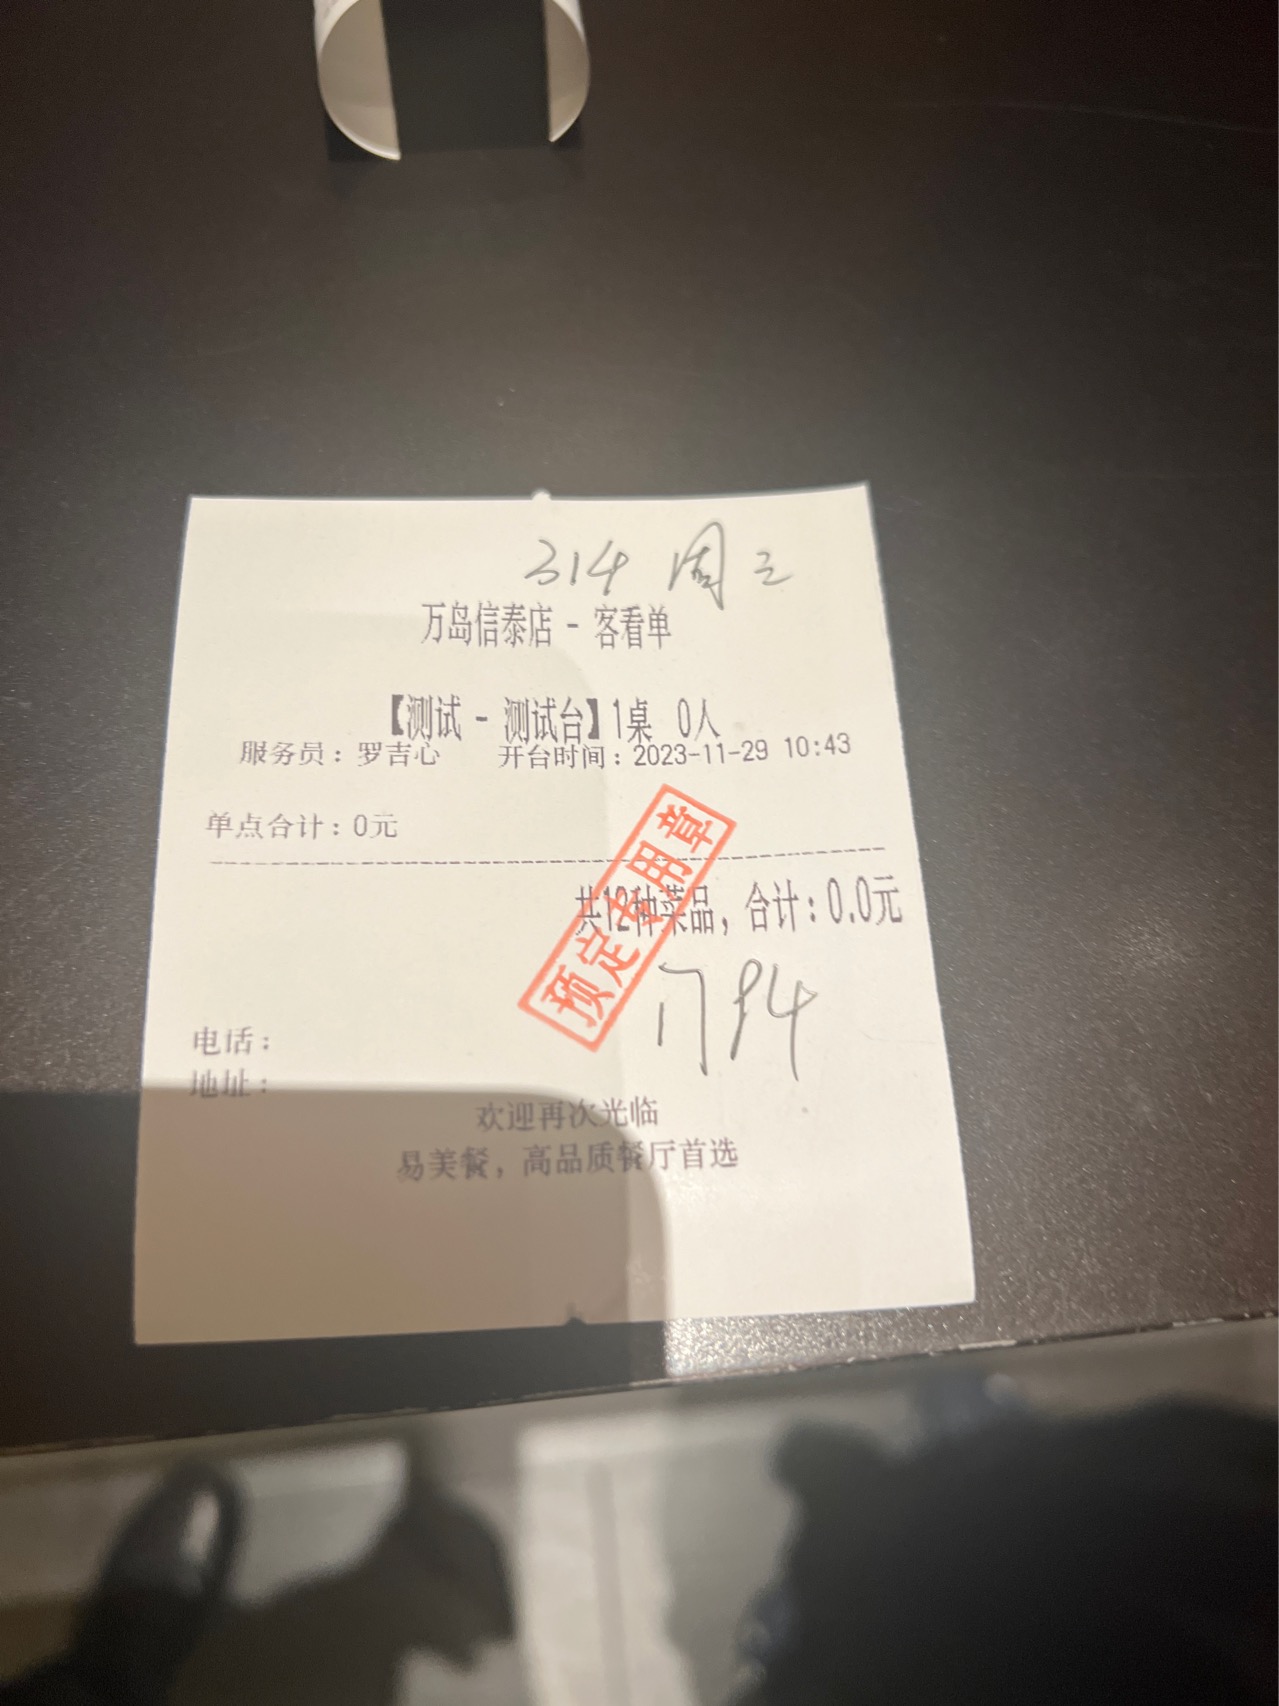 314 周三
万岛信泰店 - 客看单
【测试 - 测试台】1桌 0人
服务员：罗吉心 开台时间：2023-11-29 10:43
单点合计：0元
共12种菜品，合计：0.0元
预定专用章
电话：
地址：
欢迎再次光临
易美餐，高品质餐厅首选